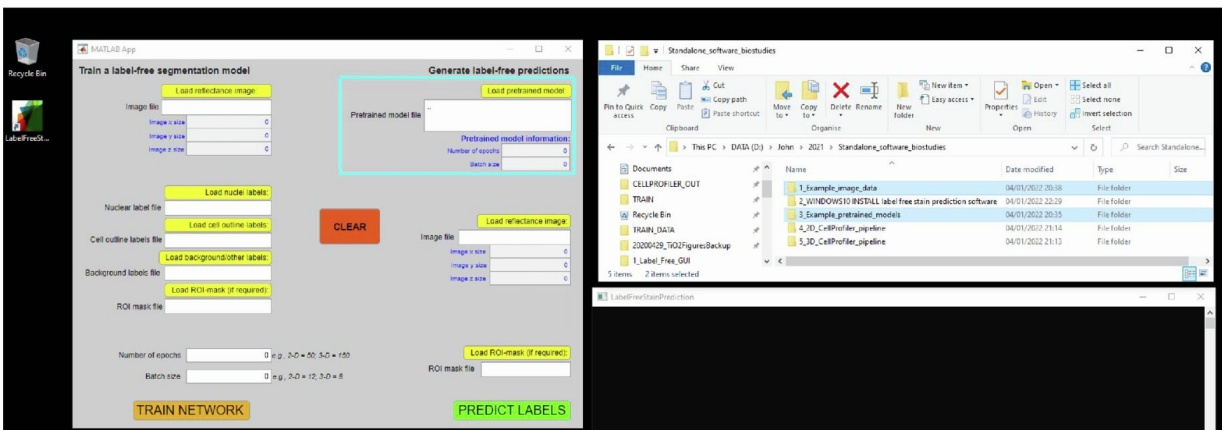 Recycle Bin
LabelFreeSt...
MATLAB App
Train a label-free segmentation model
Load reflectance image:
Image file
Image x size 0
Image y size 0
Image z size 0
Load nuclei labels:
Nuclear label file
Load cell outline labels:
Cell outline labels file
Load background/other labels:
Background labels file
Load ROI-mask (if required):
ROI mask file
Number of epochs 0 e.g., 2-D = 50; 3-D = 150
Batch size 0 e.g., 2-D = 12; 3-D = 5
TRAIN NETWORK
CLEAR
Generate label-free predictions
Load pretrained model
Pretrained model file
Pretrained model information:
Number of epochs 0
Batch size 0
Load reflectance image:
Image file
Image x size 0
Image y size 0
Image z size 0
Load ROI-mask (if required):
ROI mask file
PREDICT LABELS
Standalone_software_biostudies
File Home Share View
Pin to Quick access
Copy
Paste
Cut
Copy path
Paste shortcut
Clipboard
Move to
Copy to
Delete
Rename
Organise
New folder
New item
Easy access
New
Properties
Open
Edit
History
Open
Select all
Select none
Invert selection
Select
This PC > DATA (D:) > John > 2021 > Standalone_software_biostudies
Search Standalone...
Documents
CELLPROFILER_OUT
TRAIN
Recycle Bin
TRAIN_DATA
20200429_TiO2FiguresBackup
1_Label_Free_GUI
Name Date modified Type Size
1_Example_image_data 04/01/2022 20:38 File folder
2_WINDOWS10 INSTALL label free stain prediction software 04/01/2022 22:29 File folder
3_Example_pretrained_models 04/01/2022 20:35 File folder
4_2D_CellProfiler_pipeline 04/01/2022 21:14 File folder
5_3D_CellProfiler_pipeline 04/01/2022 21:13 File folder
5 items 2 items selected
LabelFreeStainPrediction